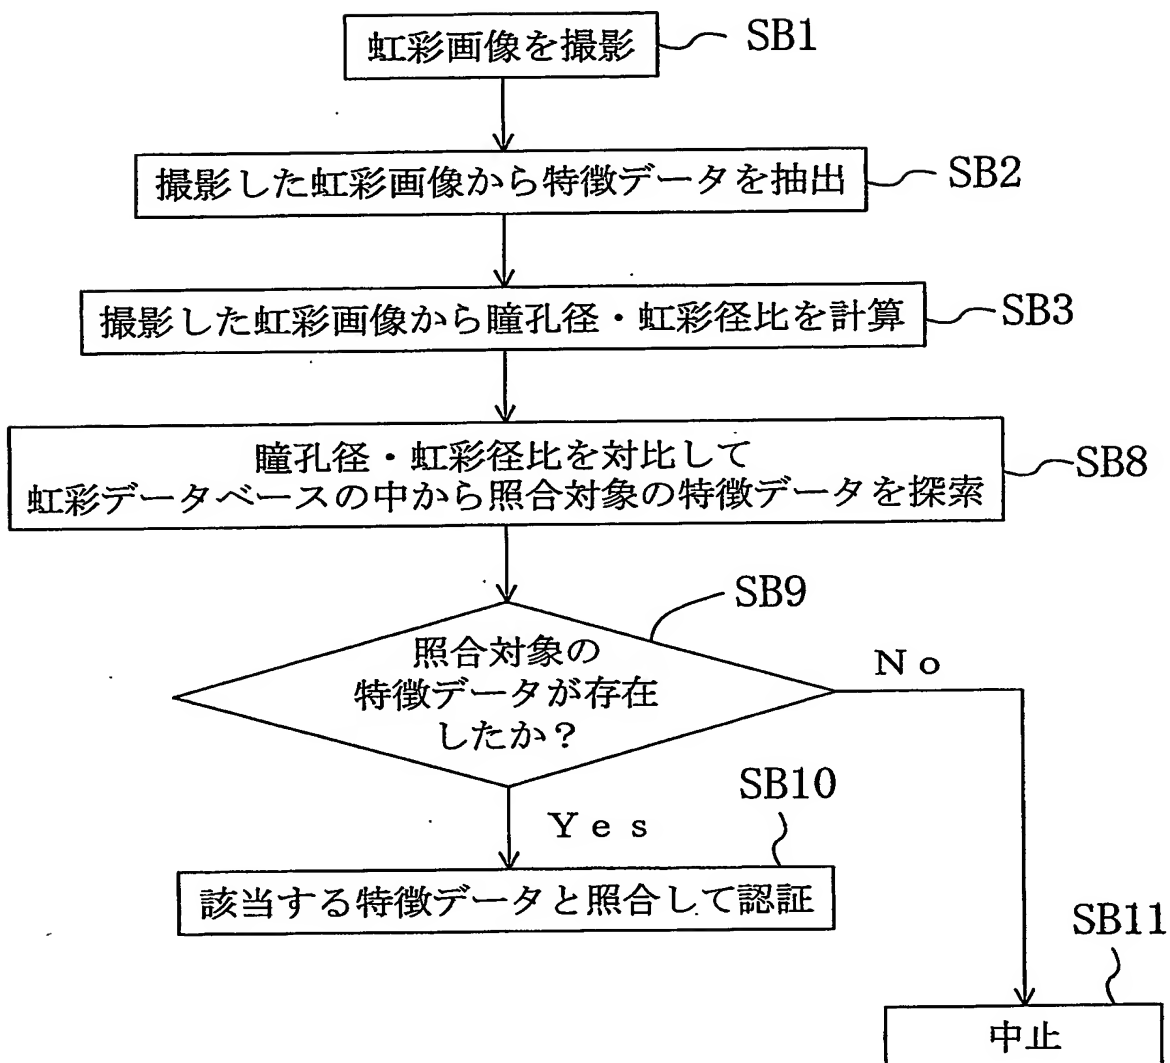 虹彩画像を撮影
SB1
撮影した虹彩画像から特徴データを抽出
SB2
撮影した虹彩画像から瞳孔径・虹彩径比を計算
SB3
瞳孔径・虹彩径比を対比して
虹彩データベースの中から照合対象の特徴データを探索
SB8
SB9
照合対象の
特徴データが存在
したか？
No
Yes
SB10
該当する特徴データと照合して認証
SB11
中止